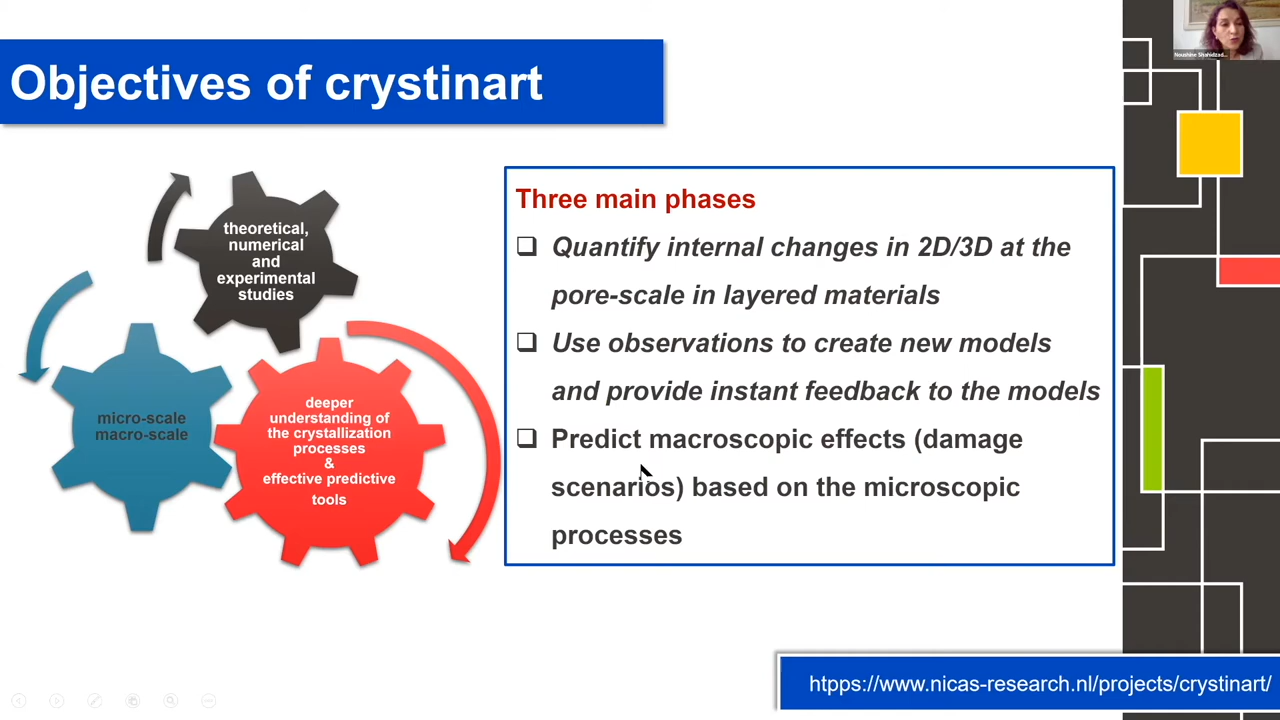 Objectives of crystinart
theoretical,
numerical
and
experimental
studies
micro-scale
macro-scale
deeper
understanding of
the crystallization
processes
&
effective predictive
tools
Three main phases
Quantify internal changes in 2D/3D at the
pore-scale in layered materials
Use observations to create new models
and provide instant feedback to the models
Predict macroscopic effects (damage
scenarios) based on the microscopic
processes
htpps://www.nicas-research.nl/projects/crystinart/
Noushine Shahidzad...